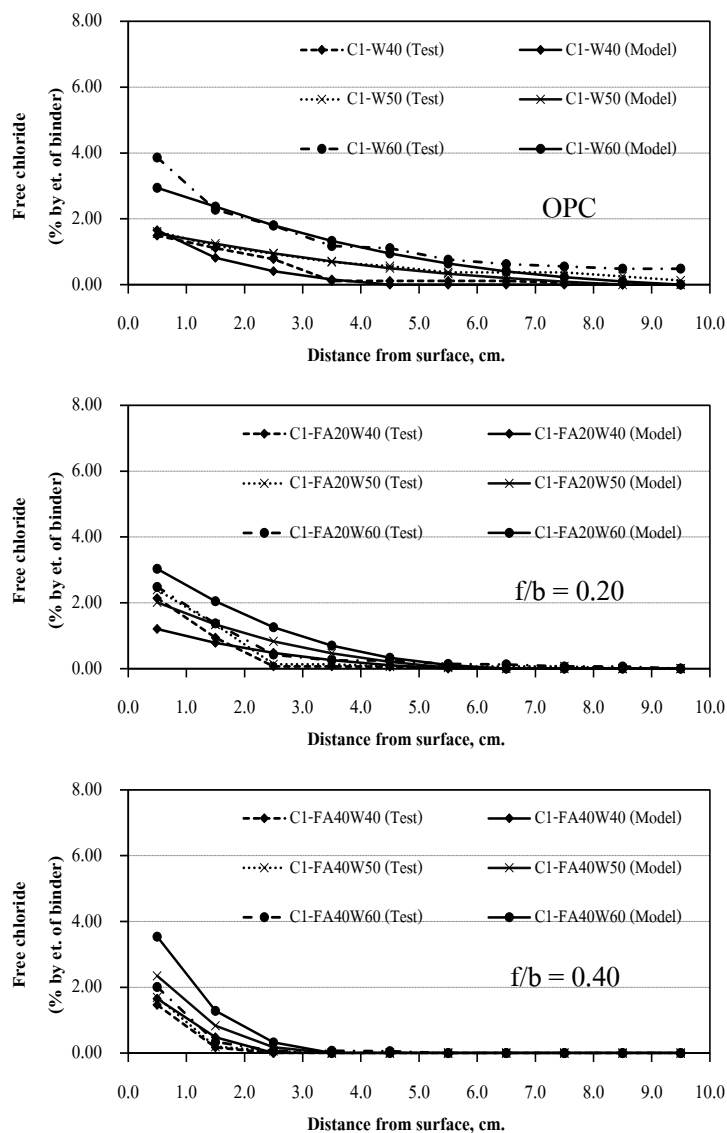 8.00
C1-W40 (Test) C1-W40 (Model)
6.00
C1-W50 (Test) C1-W50 (Model)
4.00
C1-W60 (Test) C1-W60 (Model)
Free chloride
(% by et. of binder)
2.00
OPC
0.00
0.0 1.0 2.0 3.0 4.0 5.0 6.0 7.0 8.0 9.0 10.0
Distance from surface, cm.
8.00
C1-FA20W40 (Test) C1-FA20W40 (Model)
6.00
C1-FA20W50 (Test) C1-FA20W50 (Model)
4.00
C1-FA20W60 (Test) C1-FA20W60 (Model)
Free chloride
(% by et. of binder)
2.00
f/b = 0.20
0.00
0.0 1.0 2.0 3.0 4.0 5.0 6.0 7.0 8.0 9.0 10.0
Distance from surface, cm.
8.00
C1-FA40W40 (Test) C1-FA40W40 (Model)
6.00
C1-FA40W50 (Test) C1-FA40W50 (Model)
4.00
C1-FA40W60 (Test) C1-FA40W60 (Model)
Free chloride
(% by et. of binder)
2.00
f/b = 0.40
0.00
0.0 1.0 2.0 3.0 4.0 5.0 6.0 7.0 8.0 9.0 10.0
Distance from surface, cm.